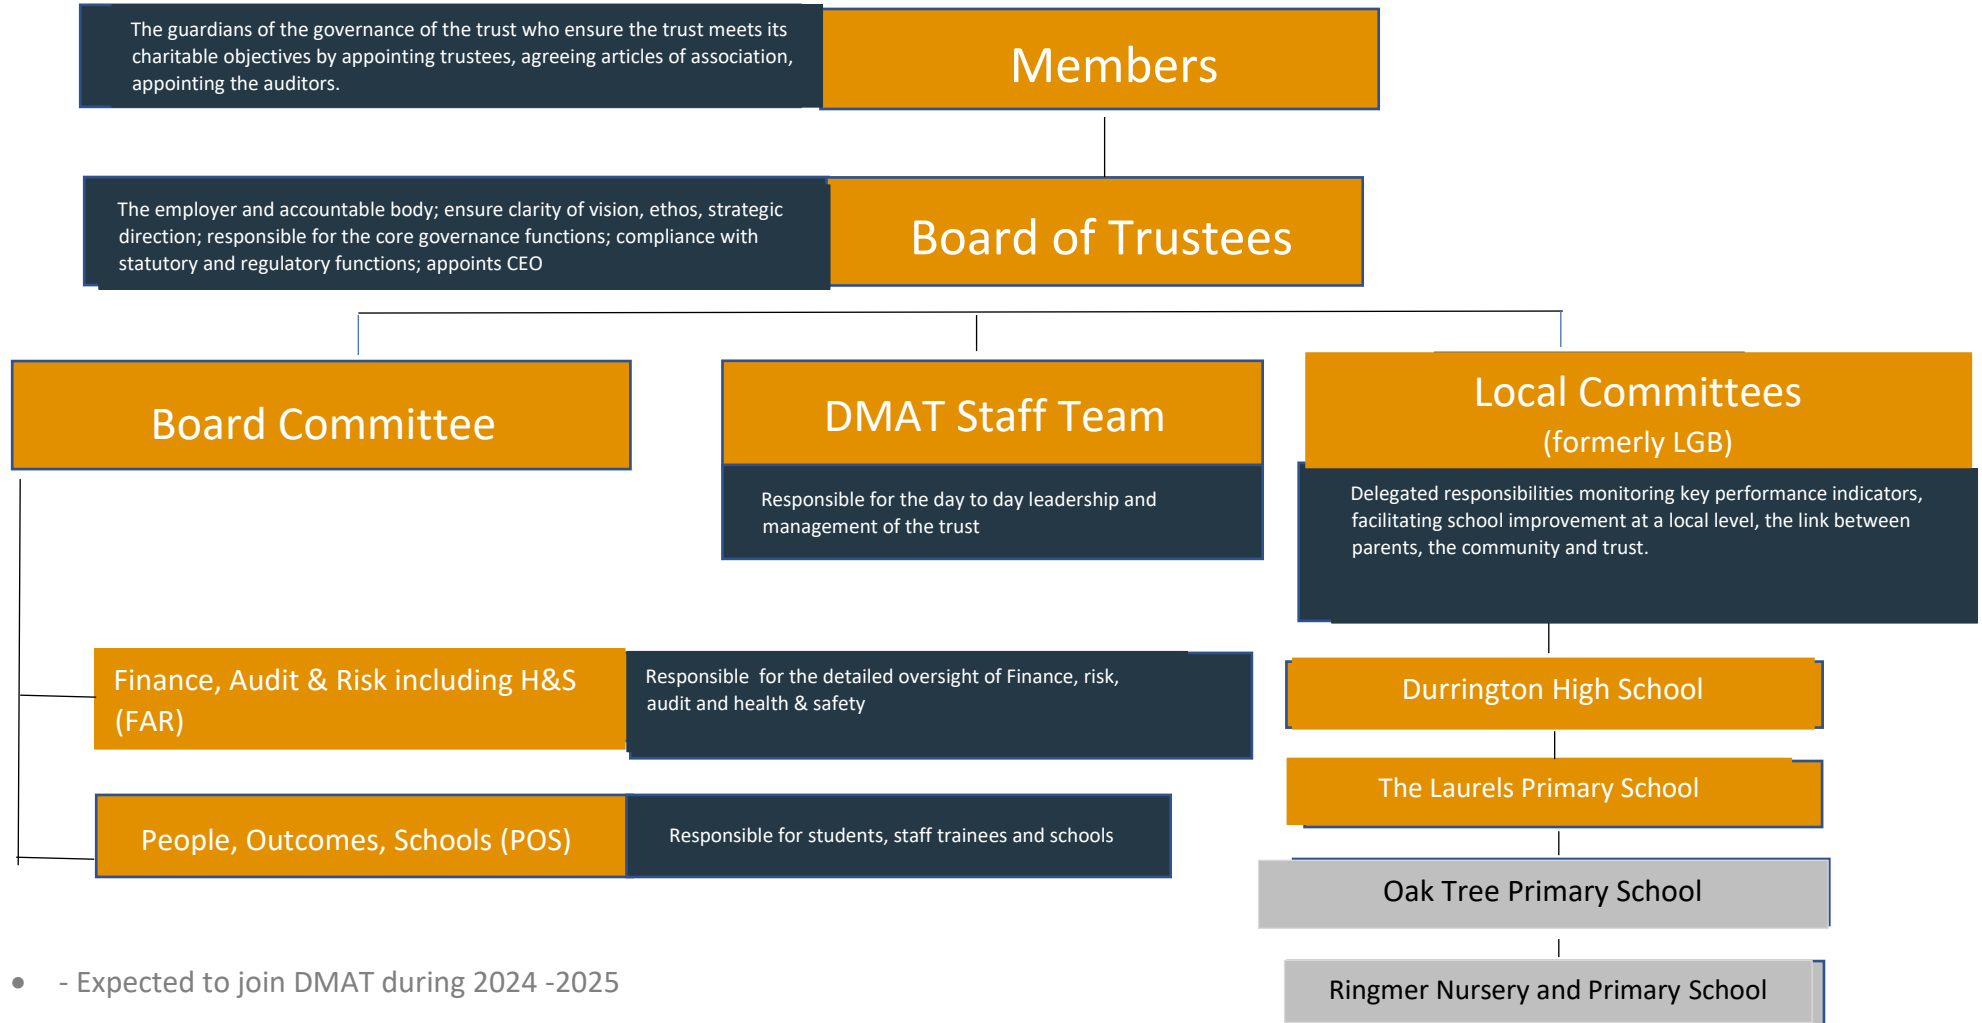 The guardians of the governance of the trust who ensure the trust meets its
charitable objectives by appointing trustees, agreeing articles of association,
appointing the auditors.
Members
The employer and accountable body; ensure clarity of vision, ethos, strategic
direction; responsible for the core governance functions; compliance with
statutory and regulatory functions; appoints CEO
Board of Trustees
Board Committee
DMAT Staff Team
Responsible for the day to day leadership and
management of the trust
Local Committees
(formerly LGB)
Delegated responsibilities monitoring key performance indicators,
facilitating school improvement at a local level, the link between
parents, the community and trust.
Finance, Audit & Risk including H&S
(FAR)
Responsible  for the detailed oversight of Finance, risk,
audit and health & safety
People, Outcomes, Schools (POS)
Responsible for students, staff trainees and schools
Durrington High School
The Laurels Primary School
Oak Tree Primary School
Ringmer Nursery and Primary School
• - Expected to join DMAT during 2024 -2025